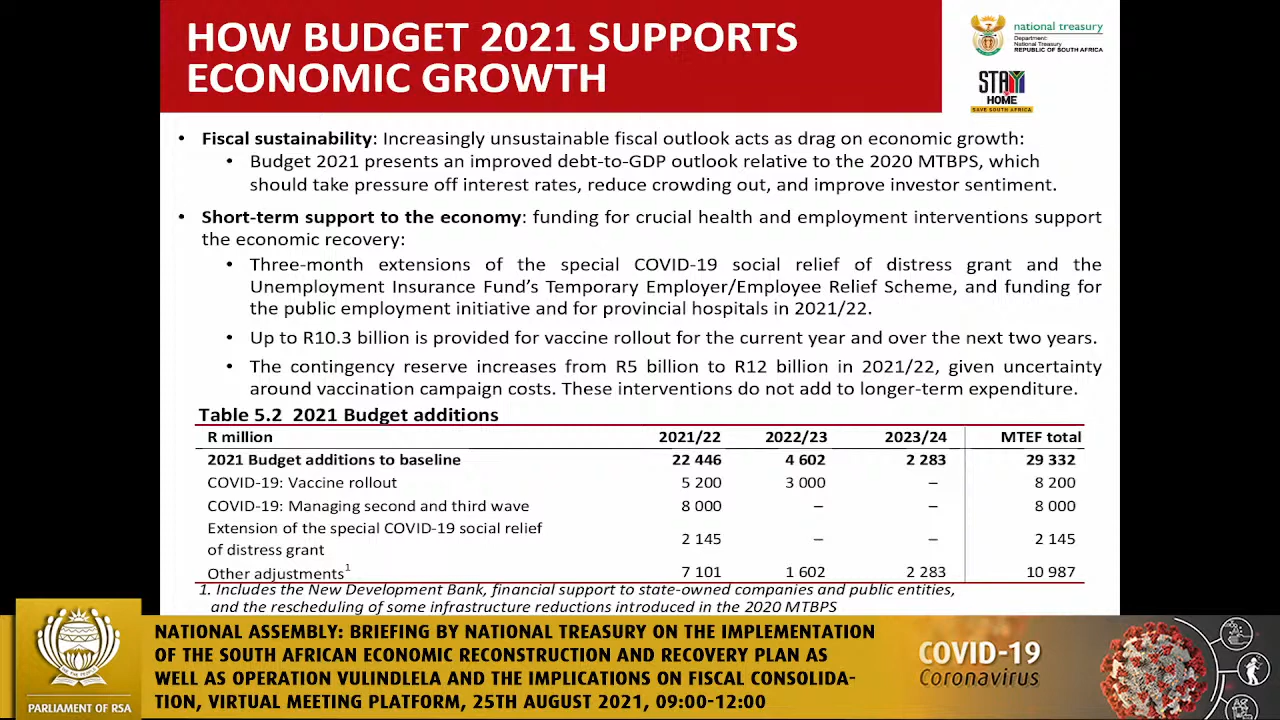 HOW BUDGET 2021 SUPPORTS
ECONOMIC GROWTH
national treasury
Department:
National Treasury
REPUBLIC OF SOUTH AFRICA
STAY
HOME
SAVE SOUTH AFRICA
• Fiscal sustainability: Increasingly unsustainable fiscal outlook acts as drag on economic growth:
• Budget 2021 presents an improved debt-to-GDP outlook relative to the 2020 MTBPS, which
should take pressure off interest rates, reduce crowding out, and improve investor sentiment.
• Short-term support to the economy: funding for crucial health and employment interventions support
the economic recovery:
• Three-month extensions of the special COVID-19 social relief of distress grant and the
Unemployment Insurance Fund's Temporary Employer/Employee Relief Scheme, and funding for
the public employment initiative and for provincial hospitals in 2021/22.
• Up to R10.3 billion is provided for vaccine rollout for the current year and over the next two years.
• The contingency reserve increases from R5 billion to R12 billion in 2021/22, given uncertainty
around vaccination campaign costs. These interventions do not add to longer-term expenditure.
Table 5.2 2021 Budget additions
R million 2021/22 2022/23 2023/24 MTEF total
2021 Budget additions to baseline 22 446 4 602 2 283 29 332
COVID-19: Vaccine rollout 5 200 3 000 – 8 200
COVID-19: Managing second and third wave 8 000 – – 8 000
Extension of the special COVID-19 social relief
of distress grant 2 145 – – 2 145
Other adjustments1 7 101 1 602 2 283 10 987
1. Includes the New Development Bank, financial support to state-owned companies and public entities,
and the rescheduling of some infrastructure reductions introduced in the 2020 MTBPS
NATIONAL ASSEMBLY: BRIEFING BY NATIONAL TREASURY ON THE IMPLEMENTATION
OF THE SOUTH AFRICAN ECONOMIC RECONSTRUCTION AND RECOVERY PLAN AS
WELL AS OPERATION VULINDLELA AND THE IMPLICATIONS ON FISCAL CONSOLIDA-
TION, VIRTUAL MEETING PLATFORM, 25TH AUGUST 2021, 09:00-12:00
PARLIAMENT OF RSA
COVID-19
Coronavirus